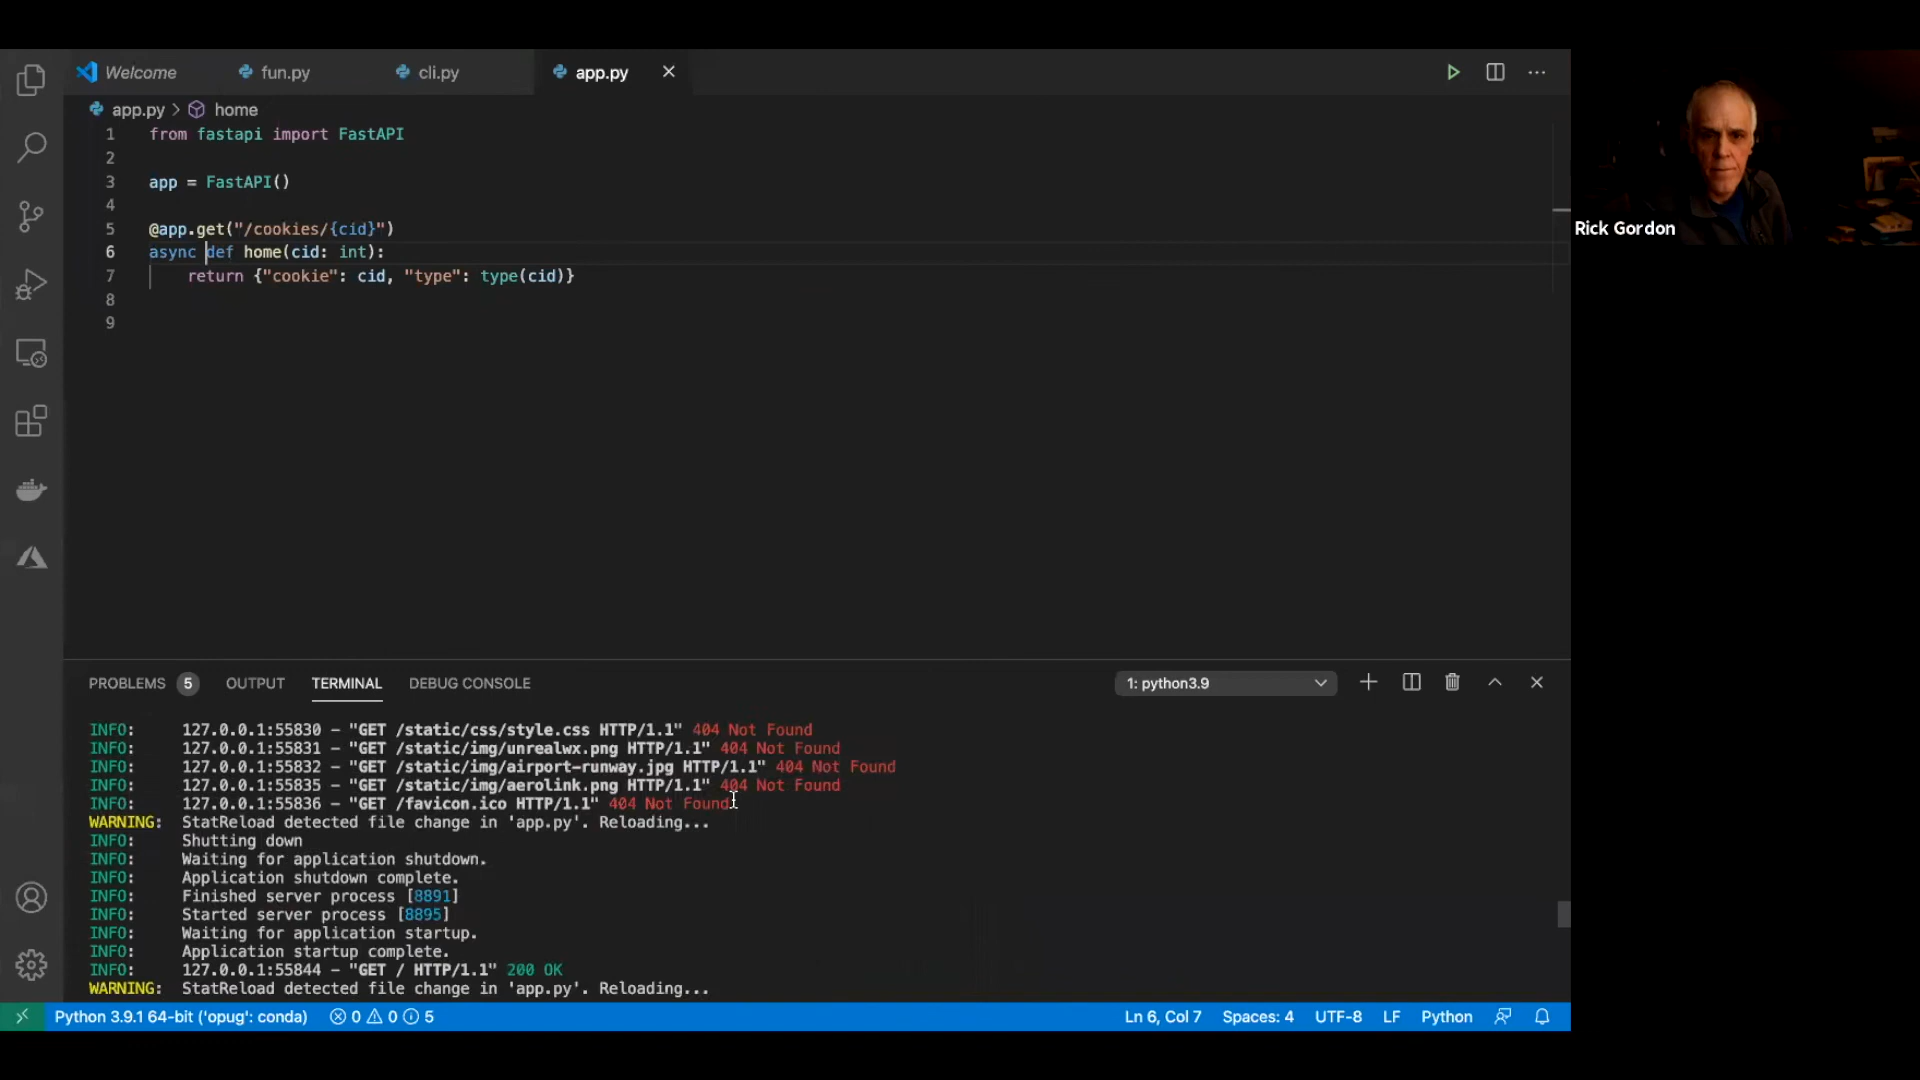 Welcome
fun.py
cli.py
app.py
app.py > home
1 from fastapi import FastAPI
2
3 app = FastAPI()
4
5 @app.get("/cookies/{cid}")
6 async def home(cid: int):
7 return {"cookie": cid, "type": type(cid)}
8
9
Rick Gordon
PROBLEMS 5 OUTPUT TERMINAL DEBUG CONSOLE 1: python3.9
INFO: 127.0.0.1:55830 – "GET /static/css/style.css HTTP/1.1" 404 Not Found
INFO: 127.0.0.1:55831 – "GET /static/img/unrealwx.png HTTP/1.1" 404 Not Found
INFO: 127.0.0.1:55832 – "GET /static/img/airport-runway.jpg HTTP/1.1" 404 Not Found
INFO: 127.0.0.1:55835 – "GET /static/img/aerolink.png HTTP/1.1" 404 Not Found
INFO: 127.0.0.1:55836 – "GET /favicon.ico HTTP/1.1" 404 Not Found
WARNING: StatReload detected file change in 'app.py'. Reloading...
INFO: Shutting down
INFO: Waiting for application shutdown.
INFO: Application shutdown complete.
INFO: Finished server process [8891]
INFO: Started server process [8895]
INFO: Waiting for application startup.
INFO: Application startup complete.
INFO: 127.0.0.1:55844 – "GET / HTTP/1.1" 200 OK
WARNING: StatReload detected file change in 'app.py'. Reloading...
Python 3.9.1 64-bit ('opug': conda) 0 0 5 Ln 6, Col 7 Spaces: 4 UTF-8 LF Python